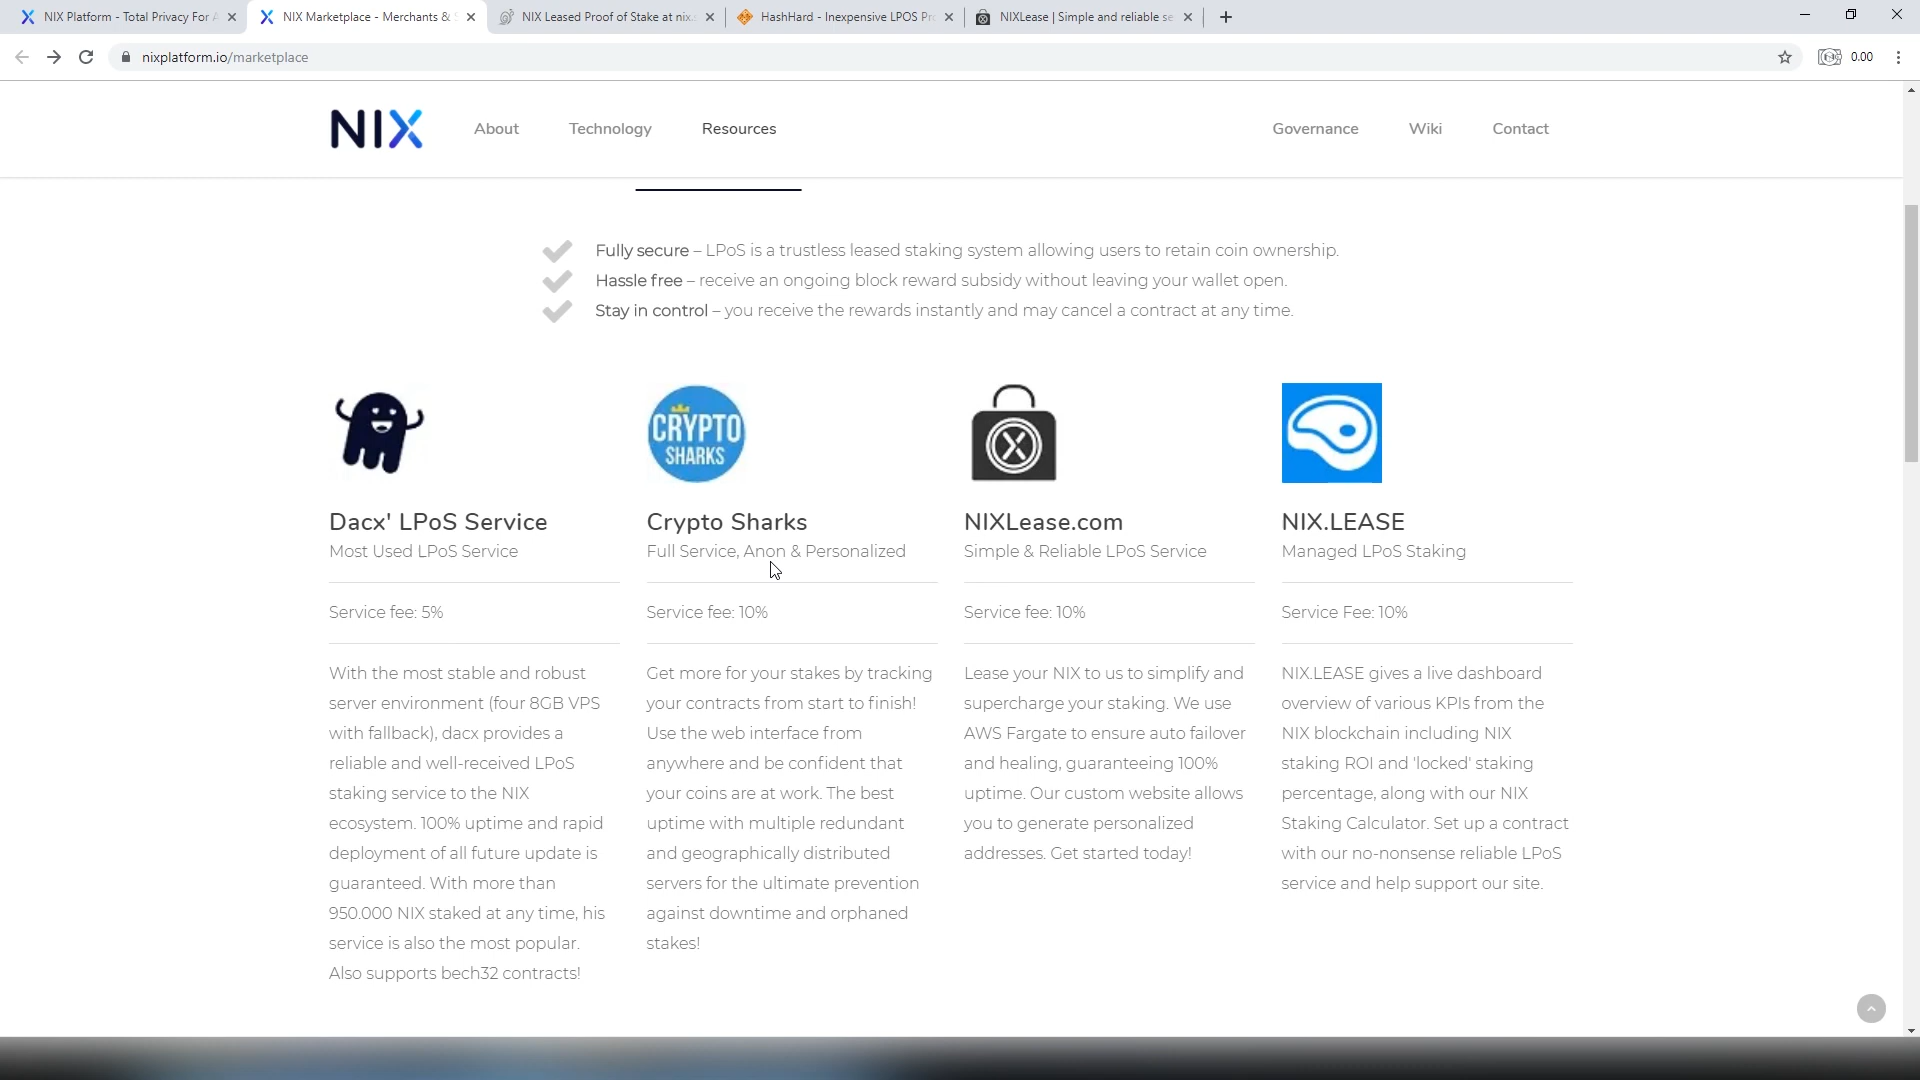 NIX Platform - Total Privacy For A
NIX Marketplace - Merchants & S
NIX Leased Proof of Stake at nix.
HashHard - Inexpensive LPOS Pr
NIXLease | Simple and reliable se
nixplatform.io/marketplace
0.00
NIX
About
Technology
Resources
Governance
Wiki
Contact
Fully secure – LPoS is a trustless leased staking system allowing users to retain coin ownership.
Hassle free – receive an ongoing block reward subsidy without leaving your wallet open.
Stay in control – you receive the rewards instantly and may cancel a contract at any time.
CRYPTO
SHARKS
Dacx' LPoS Service
Most Used LPoS Service
Service fee: 5%
With the most stable and robust
server environment (four 8GB VPS
with fallback), dacx provides a
reliable and well-received LPoS
staking service to the NIX
ecosystem. 100% uptime and rapid
deployment of all future update is
guaranteed. With more than
950.000 NIX staked at any time, his
service is also the most popular.
Also supports bech32 contracts!
Crypto Sharks
Full Service, Anon & Personalized
Service fee: 10%
Get more for your stakes by tracking
your contracts from start to finish!
Use the web interface from
anywhere and be confident that
your coins are at work. The best
uptime with multiple redundant
and geographically distributed
servers for the ultimate prevention
against downtime and orphaned
stakes!
NIXLease.com
Simple & Reliable LPoS Service
Service fee: 10%
Lease your NIX to us to simplify and
supercharge your staking. We use
AWS Fargate to ensure auto failover
and healing, guaranteeing 100%
uptime. Our custom website allows
you to generate personalized
addresses. Get started today!
NIX.LEASE
Managed LPoS Staking
Service Fee: 10%
NIX.LEASE gives a live dashboard
overview of various KPIs from the
NIX blockchain including NIX
staking ROI and 'locked' staking
percentage, along with our NIX
Staking Calculator. Set up a contract
with our no-nonsense reliable LPoS
service and help support our site.